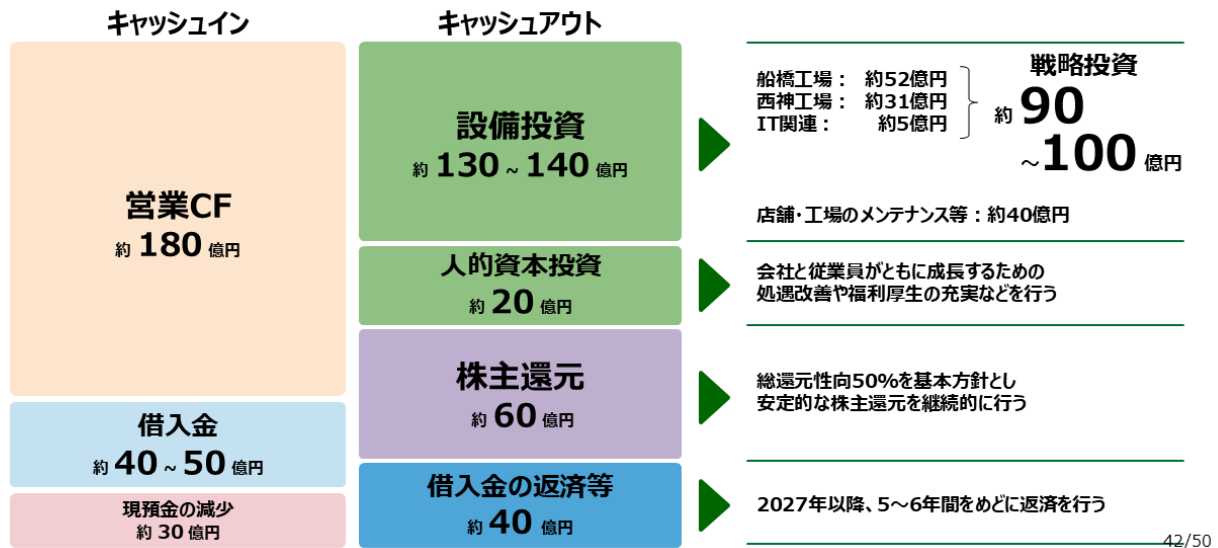 キャッシュイン
キャッシュアウト
営業CF
約 180 億円
借入金
約 40 ~ 50 億円
現預金の減少
約 30 億円
設備投資
約 130 ~ 140 億円
人的資本投資
約 20 億円
株主還元
約 60 億円
借入金の返済等
約 40 億円
船橋工場： 約52億円
西神工場： 約31億円
IT関連： 約5億円
戦略投資
約 90
～100 億円
店舗・工場のメンテナンス等：約40億円
会社と従業員がともに成長するための
処遇改善や福利厚生の充実などを行う
総還元性向50%を基本方針とし
安定的な株主還元を継続的に行う
2027年以降、5～6年間をめどに返済を行う
42/50